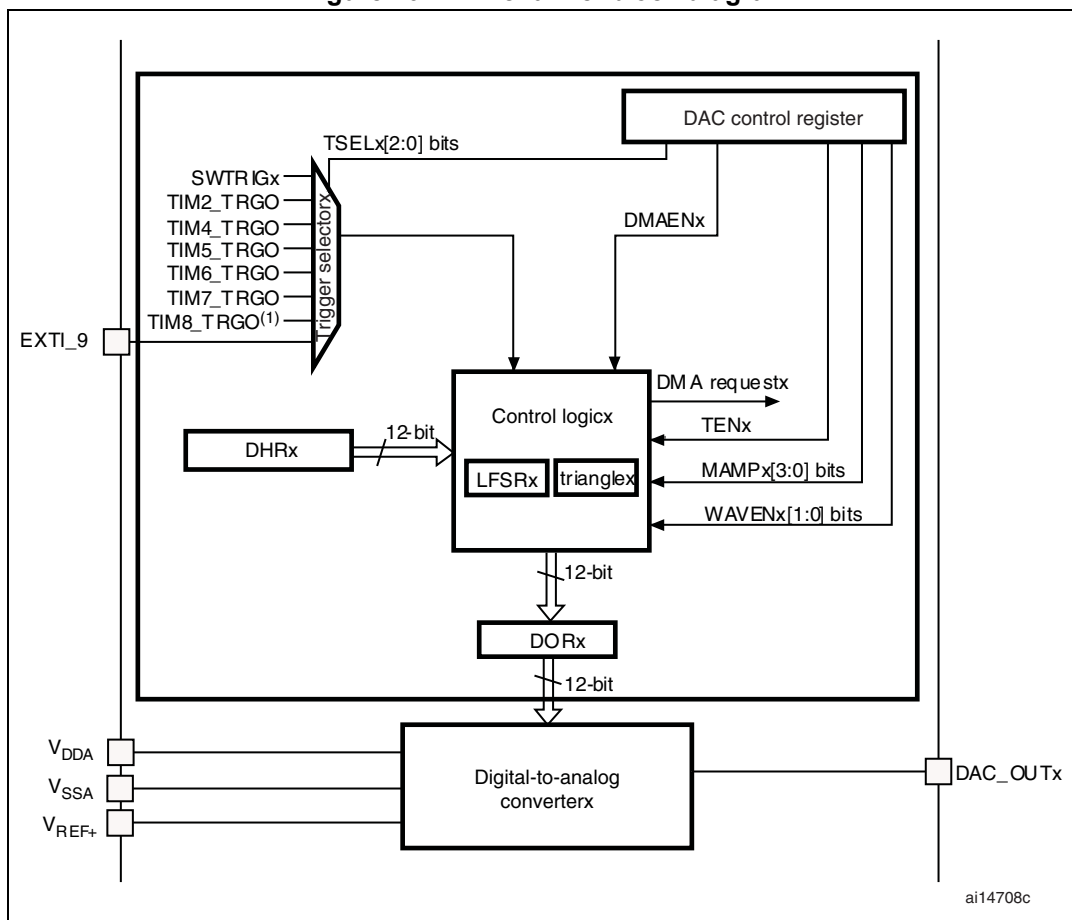 DAC control register
TSELx[2:0] bits
SWTRIGx
TIM2_TRGO
TIM4_TRGO
TIM5_TRGO
TIM6_TRGO
TIM7_TRGO
TIM8_TRGO(1)
Trigger selectorx
DMAENx
EXTI_9
DMA requestx
Control logicx
TENx
12-bit
DHRx
LFSRx
trianglex
MAMPx[3:0] bits
WAVENx[1:0] bits
12-bit
DORx
12-bit
VDDA
VSSA
VREF+
Digital-to-analog
converterx
DAC_OUTx
ai14708c